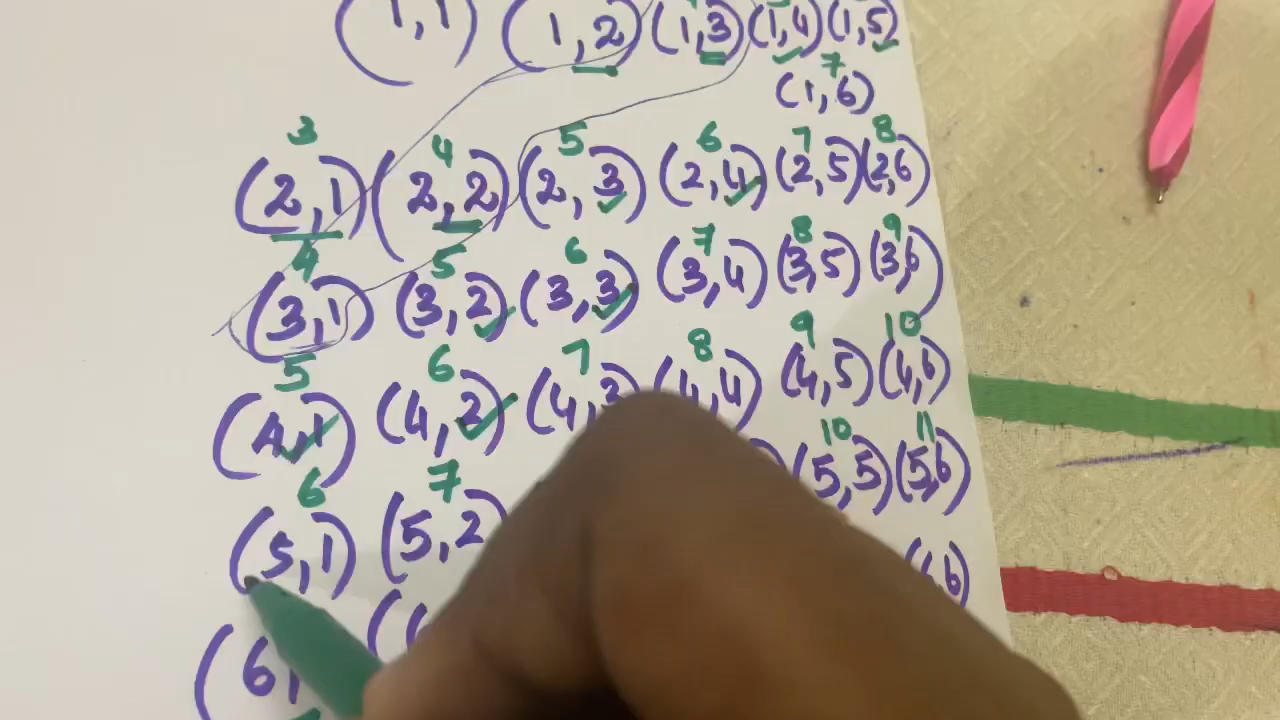 (1,1) (1,2) (1,3) (1,4) (1,5)
7
(1,6)
3 4 5 6 7 8
(2,1) (2,2) (2,3) (2,4) (2,5) (2,6)
4 5 6 7 8 9
(3,1) (3,2) (3,3) (3,4) (3,5) (3,6)
5 6 7 8 9 10
(4,1) (4,2) (4,3) (4,4) (4,5) (4,6)
6 7 10 11
(5,1) (5,2) (5,5) (5,6)
(6,